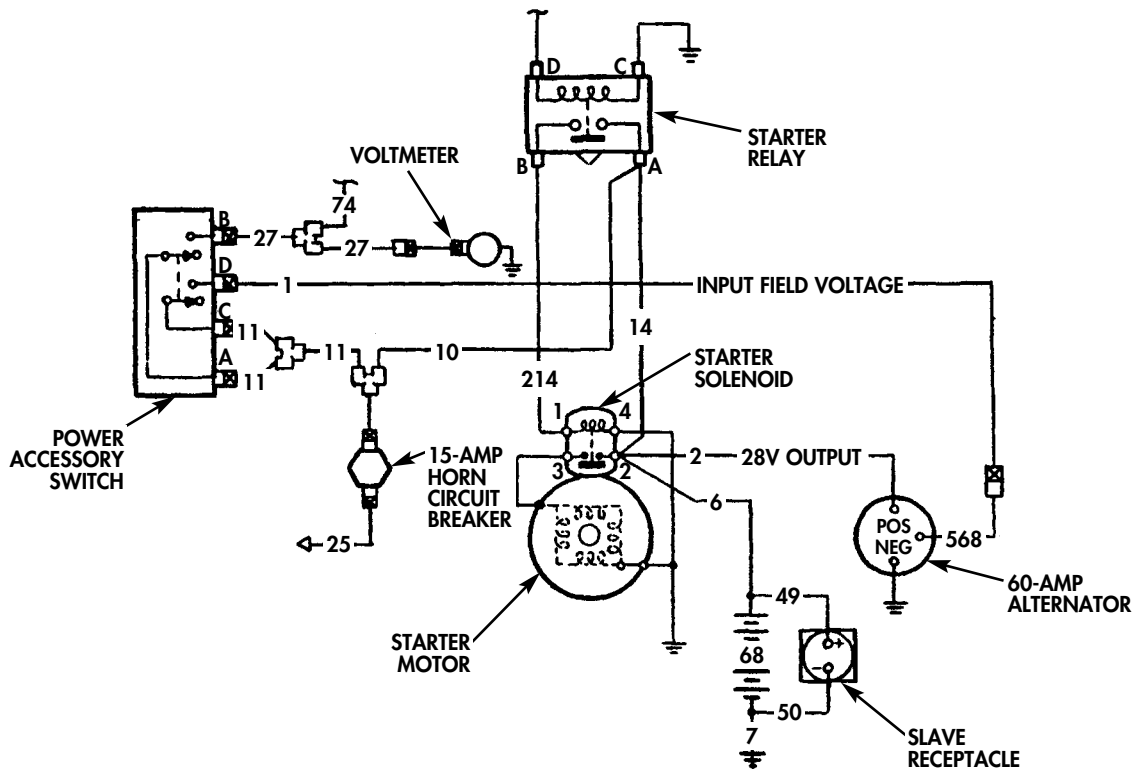 D
C
STARTER
RELAY
VOLTMETER
B
A
74
B
27
27
D
1
INPUT FIELD VOLTAGE
C
11
14
11
10
STARTER
SOLENOID
A
11
214
1
4
POWER
ACCESSORY
SWITCH
15-AMP
HORN
CIRCUIT
BREAKER
3
2
2
28V OUTPUT
6
POS
NEG
568
25
60-AMP
ALTERNATOR
49
STARTER
MOTOR
68
+
−
50
7
SLAVE
RECEPTACLE